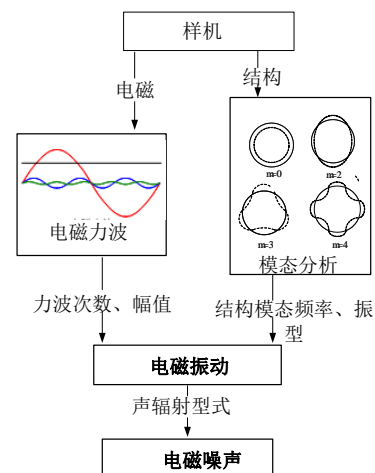 样机
电磁
结构
m=0
m=2
m=3
m=4
电磁力波
模态分析
力波次数、幅值
结构模态频率、振
型
电磁振动
声辐射型式
电磁噪声